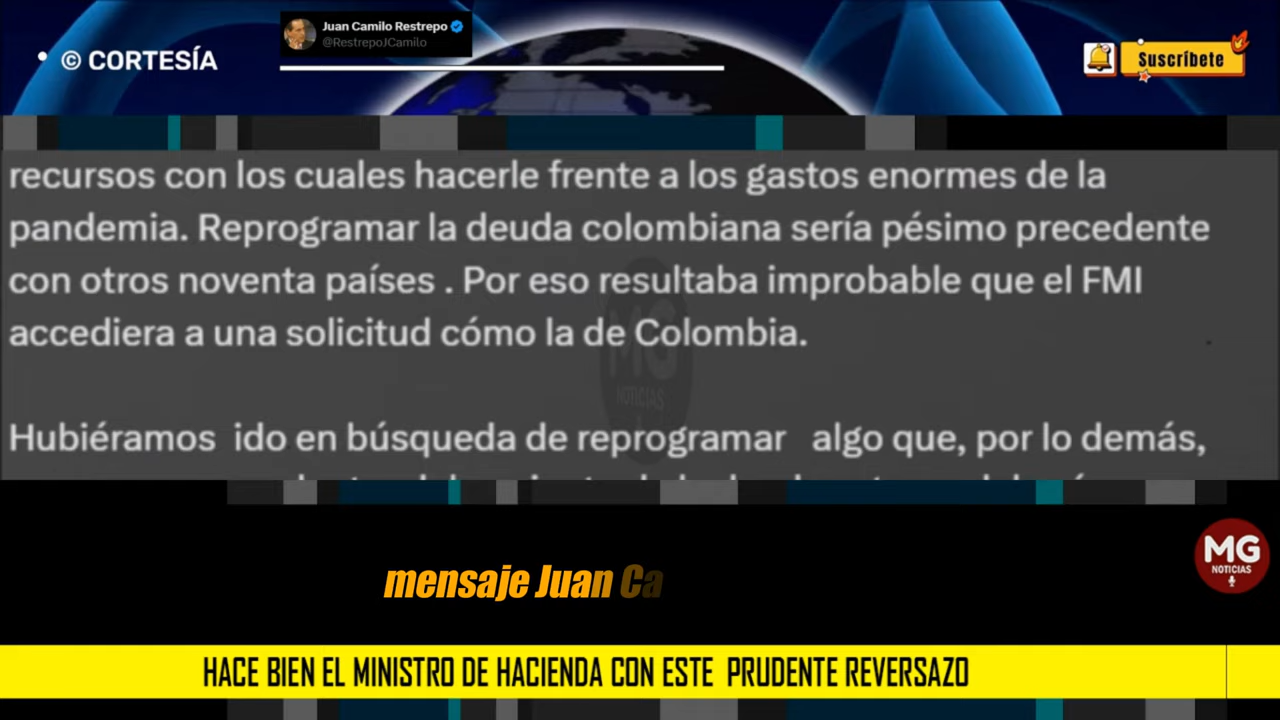 Juan Camilo Restrepo
@RestrepoJCamilo
© CORTESÍA
Suscríbete
recursos con los cuales hacerle frente a los gastos enormes de la
pandemia. Reprogramar la deuda colombiana sería pésimo precedente
con otros noventa países . Por eso resultaba improbable que el FMI
accediera a una solicitud cómo la de Colombia.
Hubiéramos ido en búsqueda de reprogramar algo que, por lo demás,
MG
NOTICIAS
mensaje Juan Ca
MG
NOTICIAS
HACE BIEN EL MINISTRO DE HACIENDA CON ESTE PRUDENTE REVERSAZO